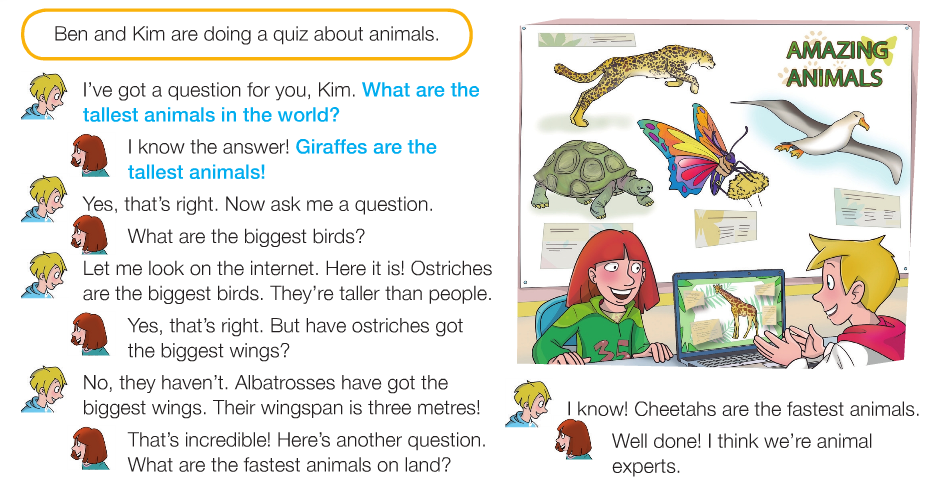 Ben and Kim are doing a quiz about animals.
I've got a question for you, Kim. What are the
tallest animals in the world?
I know the answer! Giraffes are the
tallest animals!
Yes, that's right. Now ask me a question.
What are the biggest birds?
Let me look on the internet. Here it is! Ostriches
are the biggest birds. They're taller than people.
Yes, that's right. But have ostriches got
the biggest wings?
No, they haven't. Albatrosses have got the
biggest wings. Their wingspan is three metres!
That's incredible! Here's another question.
What are the fastest animals on land?
AMAZING
ANIMALS
I know! Cheetahs are the fastest animals.
Well done! I think we're animal
experts.